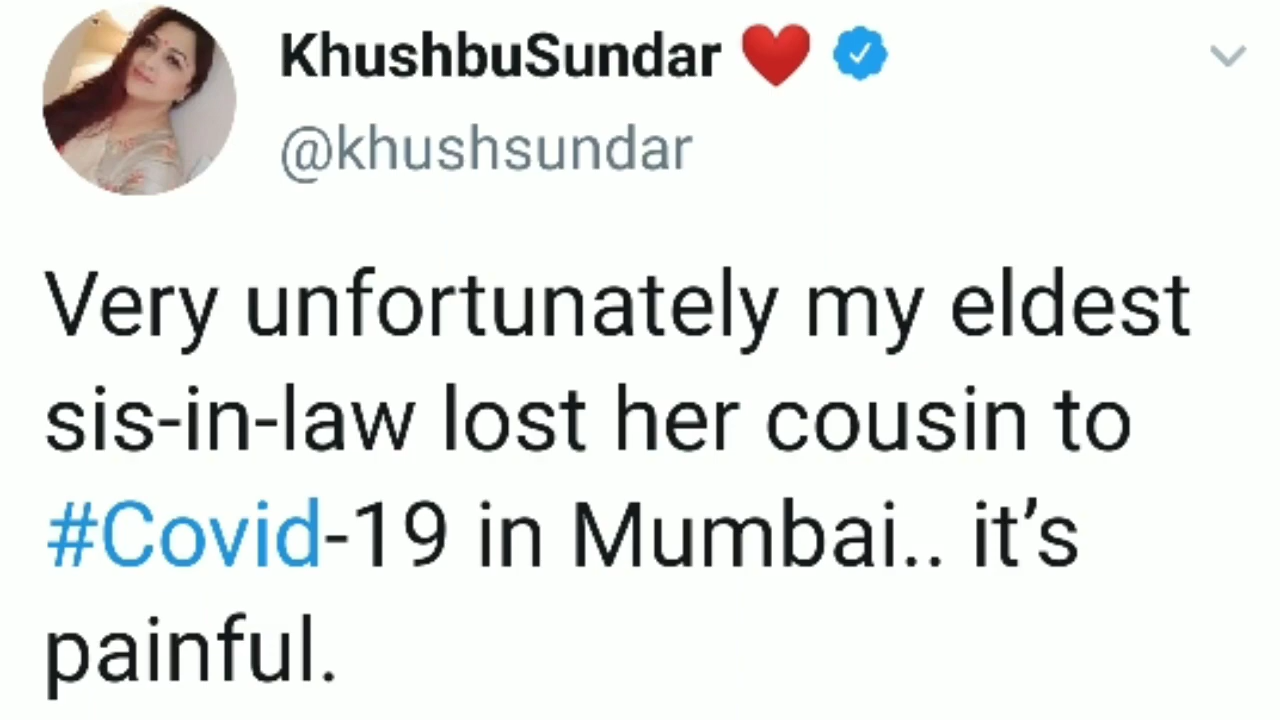 KhushbuSundar ❤️
@khushsundar
Very unfortunately my eldest
sis-in-law lost her cousin to
#Covid-19 in Mumbai.. it’s
painful.